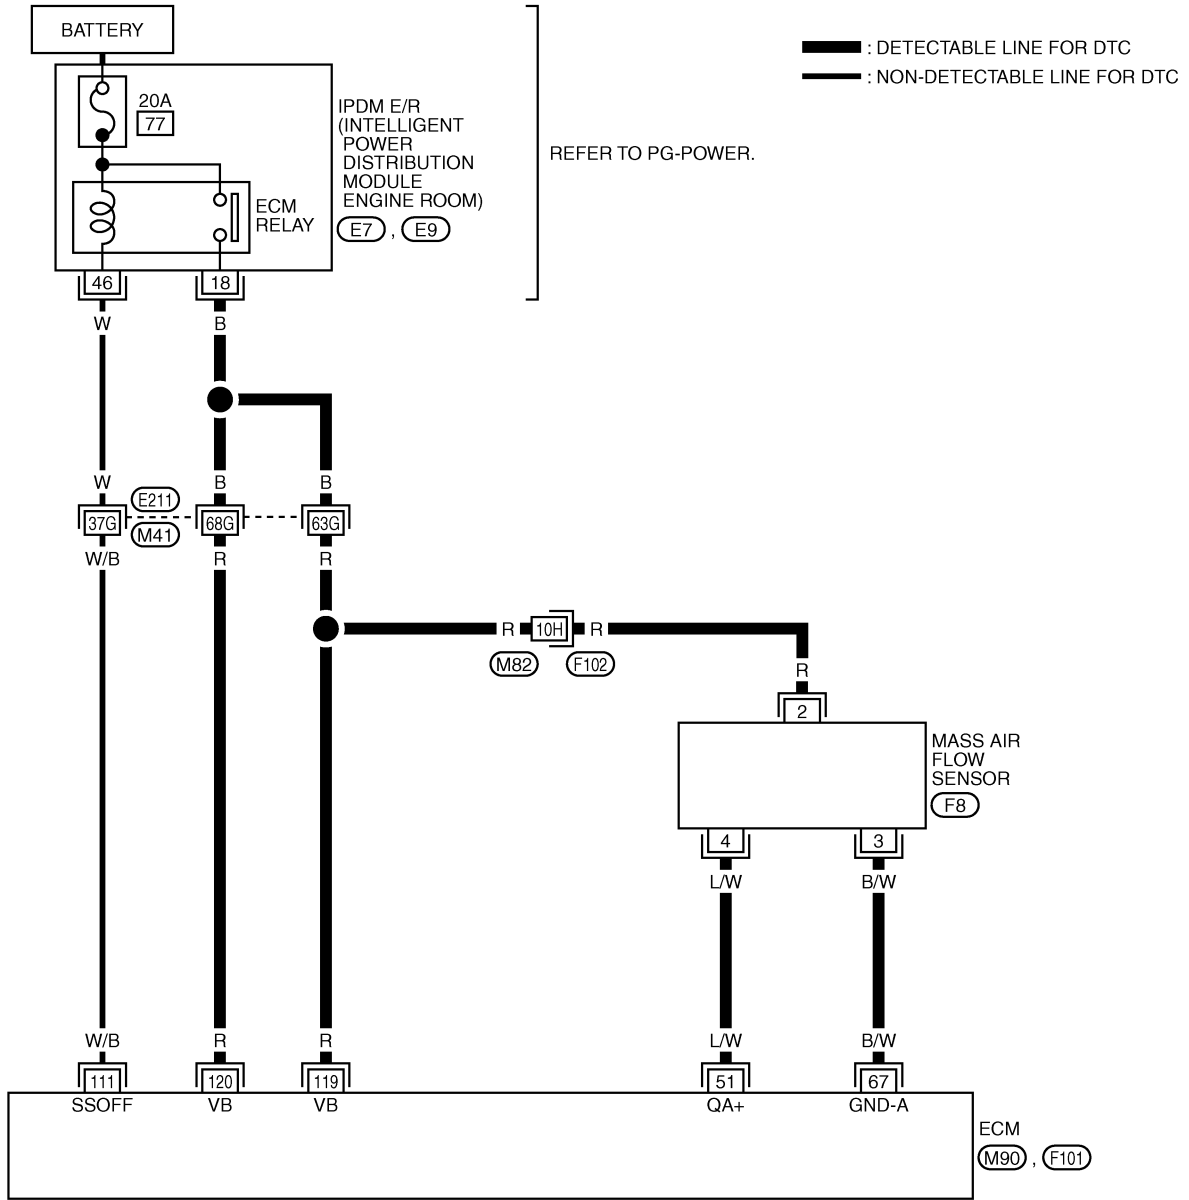 BATTERY
: DETECTABLE LINE FOR DTC
: NON-DETECTABLE LINE FOR DTC
20A
77
IPDM E/R
(INTELLIGENT
POWER
DISTRIBUTION
MODULE
ENGINE ROOM)
E7 , E9
REFER TO PG-POWER.
ECM
RELAY
46
18
W
B
W
B
B
E211
37G
68G
63G
M41
W/B
R
R
R
10H
R
M82
F102
R
2
MASS AIR
FLOW
SENSOR
F8
4
3
L/W
B/W
W/B
R
R
L/W
B/W
111
120
119
51
67
SSOFF
VB
VB
QA+
GND-A
ECM
M90 , F101